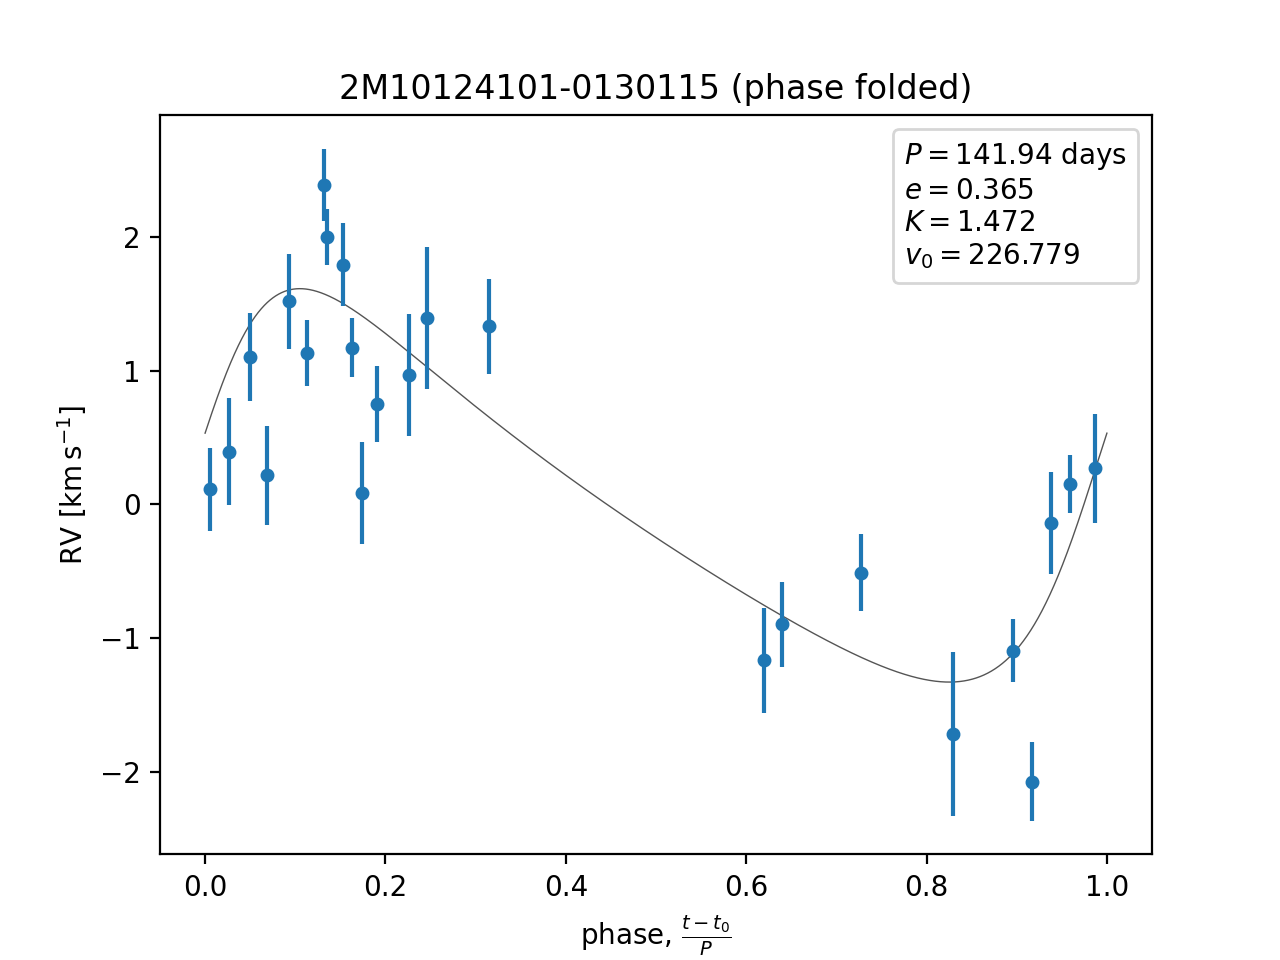 2M10124101-0130115 (phase folded)
P = 141.94 days
e = 0.365
K = 1.472
v₀ = 226.779
2
1
0
−1
−2
RV [km s⁻¹]
0.0 0.2 0.4 0.6 0.8 1.0
phase, (t − t₀)/P